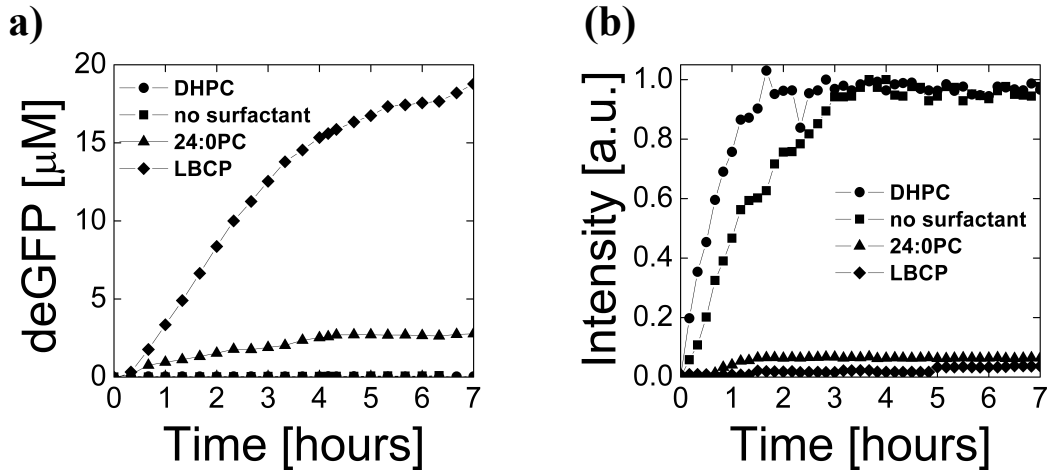 a)
deGFP [μM]
20
15
10
5
0
DHPC
no surfactant
24:0PC
LBCP
0 1 2 3 4 5 6 7
Time [hours]
b)
Intensity [a.u.]
1.0
0.8
0.6
0.4
0.2
0.0
DHPC
no surfactant
24:0PC
LBCP
0 1 2 3 4 5 6 7
Time [hours]